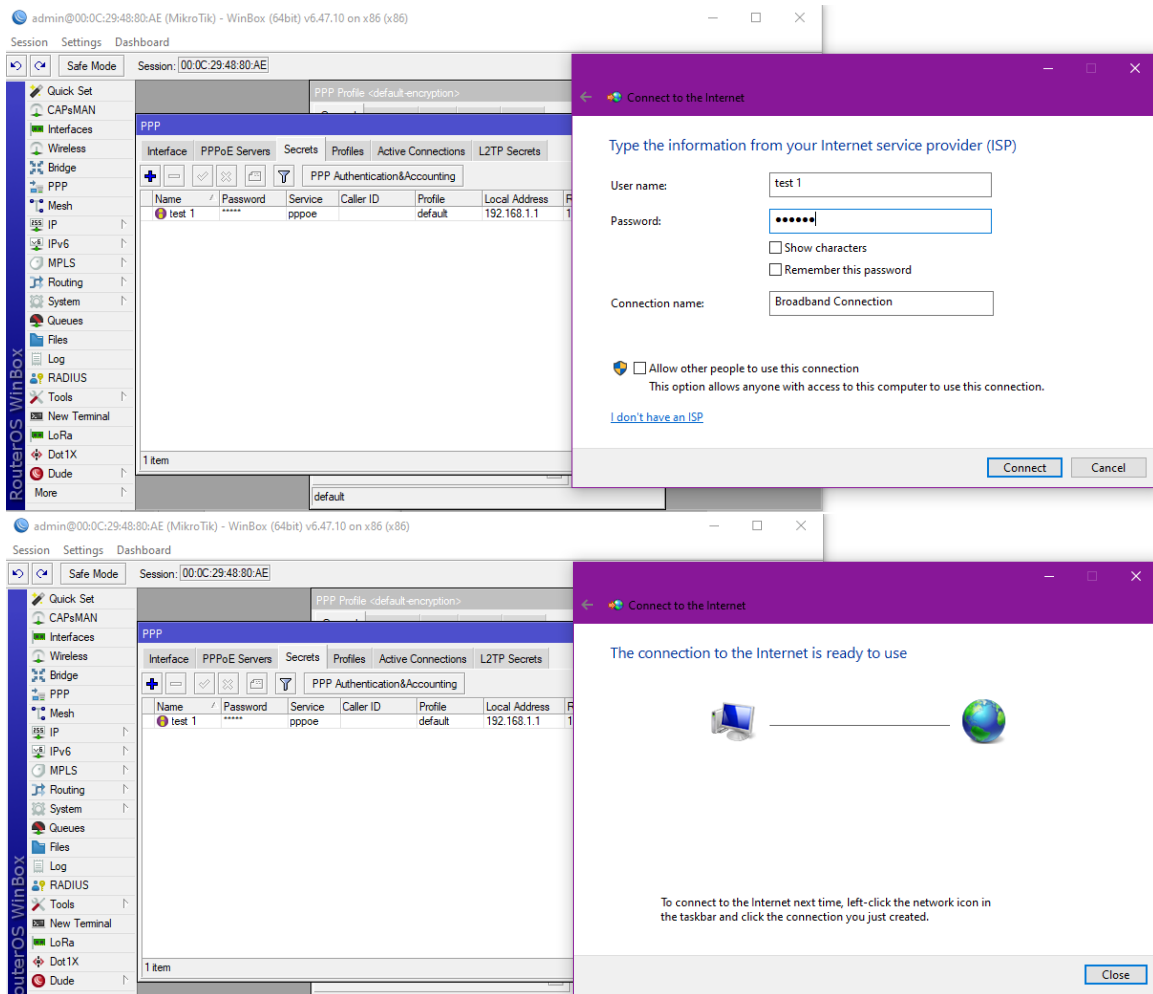 admin@00:0C:29:48:80:AE (MikroTik) - WinBox (64bit) v6.47.10 on x86 (x86)
Session Settings Dashboard
Safe Mode Session: 00:0C:29:48:80:AE
Quick Set
CAPsMAN
Interfaces
Wireless
Bridge
PPP
Mesh
IP
IPv6
MPLS
Routing
System
Queues
Files
Log
RADIUS
Tools
New Terminal
LoRa
Dot1X
Dude
More
RouterOS WinBox
PPP Profile <default-encryption>
PPP
Interface PPPoE Servers Secrets Profiles Active Connections L2TP Secrets
PPP Authentication&Accounting
Name Password Service Caller ID Profile Local Address R
test 1 ***** pppoe default 192.168.1.1 1
1 item
default
Connect to the Internet
Type the information from your Internet service provider (ISP)
User name: test 1
Password: ••••••
Show characters
Remember this password
Connection name: Broadband Connection
Allow other people to use this connection
This option allows anyone with access to this computer to use this connection.
I don't have an ISP
Connect Cancel
admin@00:0C:29:48:80:AE (MikroTik) - WinBox (64bit) v6.47.10 on x86 (x86)
Session Settings Dashboard
Safe Mode Session: 00:0C:29:48:80:AE
Quick Set
CAPsMAN
Interfaces
Wireless
Bridge
PPP
Mesh
IP
IPv6
MPLS
Routing
System
Queues
Files
Log
RADIUS
Tools
New Terminal
LoRa
Dot1X
Dude
outerOS WinBox
PPP Profile <default-encryption>
PPP
Interface PPPoE Servers Secrets Profiles Active Connections L2TP Secrets
PPP Authentication&Accounting
Name Password Service Caller ID Profile Local Address R
test 1 ***** pppoe default 192.168.1.1 1
1 item
Connect to the Internet
The connection to the Internet is ready to use
To connect to the Internet next time, left-click the network icon in
the taskbar and click the connection you just created.
Close